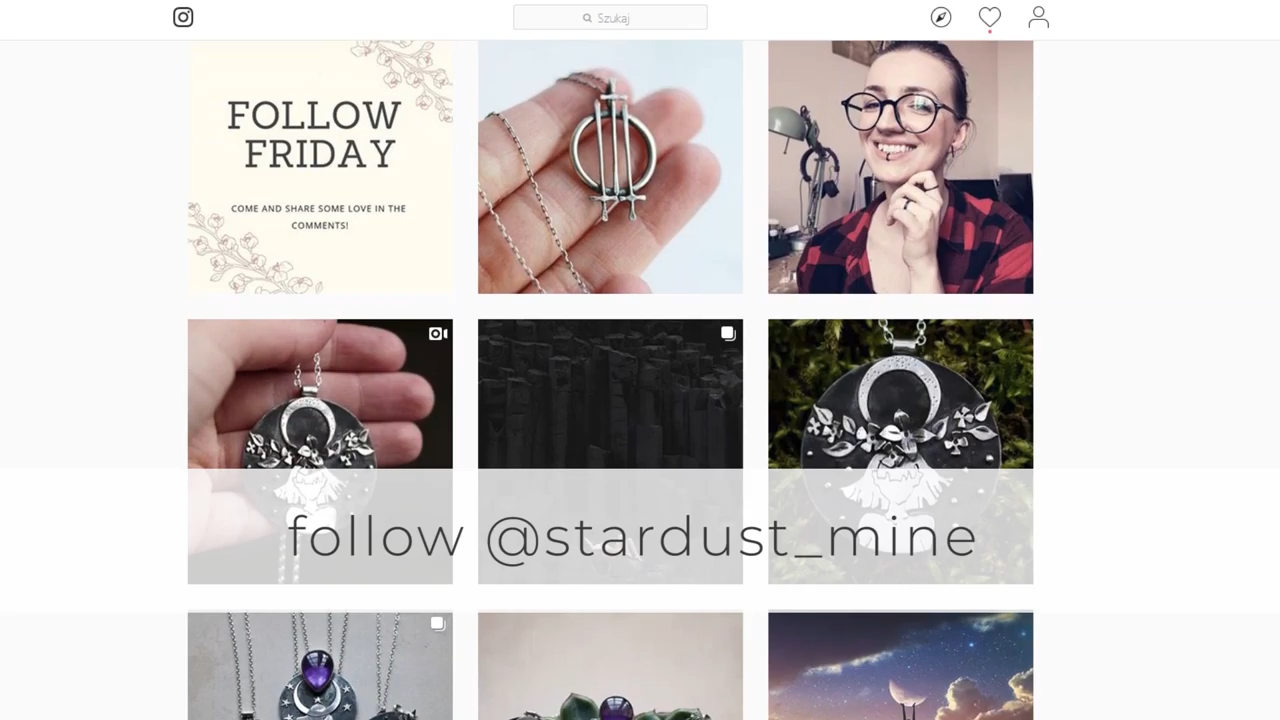 Szukaj
FOLLOW
FRIDAY
COME AND SHARE SOME LOVE IN THE
COMMENTS!
follow @stardust_mine